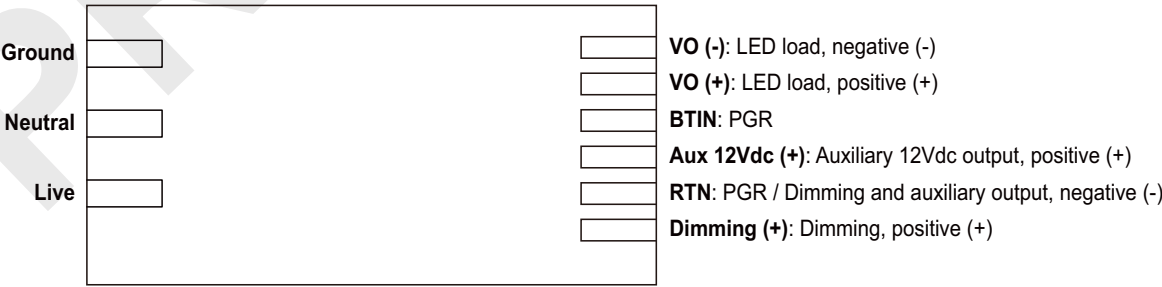 Ground
Neutral
Live
VO (-): LED load, negative (-)
VO (+): LED load, positive (+)
BTIN: PGR
Aux 12Vdc (+): Auxiliary 12Vdc output, positive (+)
RTN: PGR / Dimming and auxiliary output, negative (-)
Dimming (+): Dimming, positive (+)